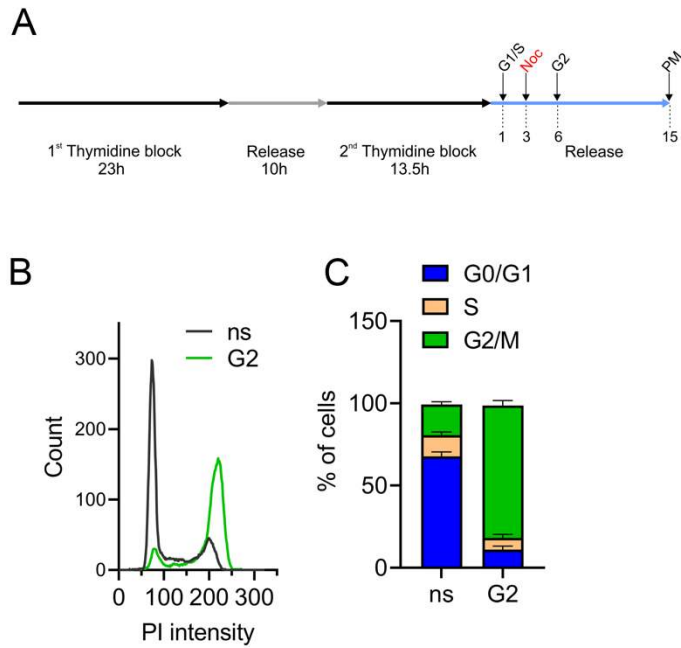 A
G1/S Noc G2 PM
1 3 6 15
1st Thymidine block Release 2nd Thymidine block Release
23h 10h 13.5h
B
ns
G2
Count
300
200
100
0
0 100 200 300
PI intensity
C
G0/G1
S
G2/M
% of cells
150
100
50
0
ns G2